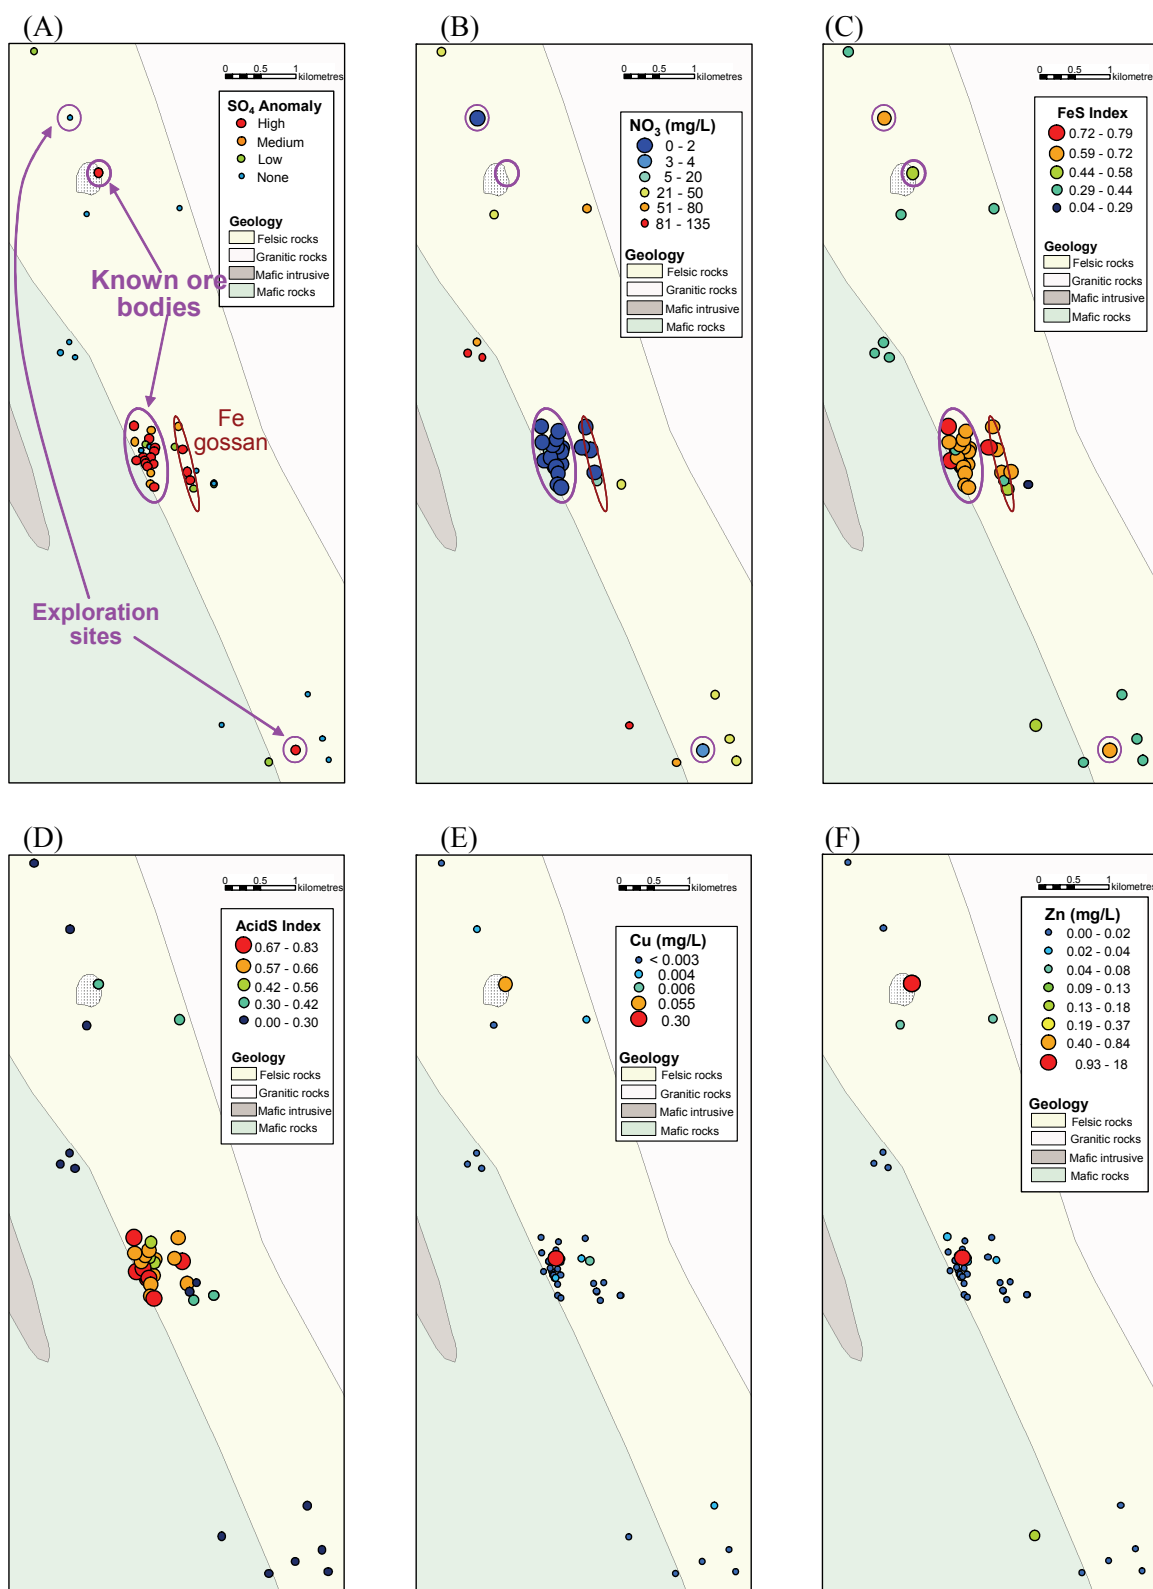 (A)
0 0.5 1
kilometres
SO4 Anomaly
High
Medium
Low
None
Geology
Felsic rocks
Granitic rocks
Mafic intrusive
Mafic rocks
Known ore
bodies
Fe
gossan
Exploration
sites
(B)
0 0.5 1
kilometres
NO3 (mg/L)
0 - 2
3 - 4
5 - 20
21 - 50
51 - 80
81 - 135
Geology
Felsic rocks
Granitic rocks
Mafic intrusive
Mafic rocks
(C)
0 0.5 1
kilometres
FeS Index
0.72 - 0.79
0.59 - 0.72
0.44 - 0.58
0.29 - 0.44
0.04 - 0.29
Geology
Felsic rocks
Granitic rocks
Mafic intrusive
Mafic rocks
(D)
0 0.5 1
kilometres
AcidS Index
0.67 - 0.83
0.57 - 0.66
0.42 - 0.56
0.30 - 0.42
0.00 - 0.30
Geology
Felsic rocks
Granitic rocks
Mafic intrusive
Mafic rocks
(E)
0 0.5 1
kilometres
Cu (mg/L)
< 0.003
0.004
0.006
0.055
0.30
Geology
Felsic rocks
Granitic rocks
Mafic intrusive
Mafic rocks
(F)
0 0.5 1
kilometres
Zn (mg/L)
0.00 - 0.02
0.02 - 0.04
0.04 - 0.08
0.09 - 0.13
0.13 - 0.18
0.19 - 0.37
0.40 - 0.84
0.93 - 18
Geology
Felsic rocks
Granitic rocks
Mafic intrusive
Mafic rocks